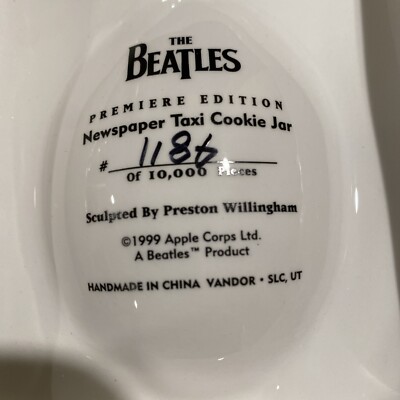 THE
BEATLES
PREMIERE EDITION
Newspaper Taxi Cookie Jar
# 1186
OF 10,000 Pieces
Sculpted By Preston Willingham
©1999 Apple Corps Ltd.
A Beatles™ Product
HANDMADE IN CHINA VANDOR • SLC, UT